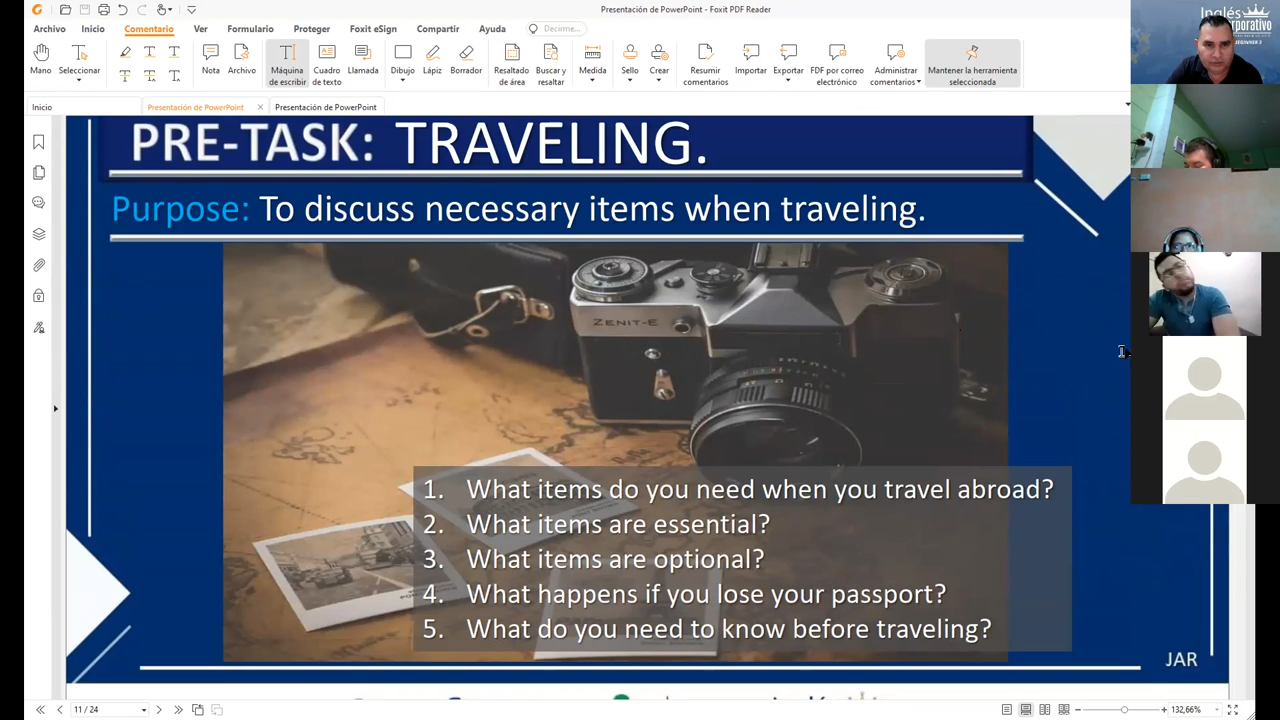 Presentación de PowerPoint - Foxit PDF Reader
Archivo Inicio Comentario Ver Formulario Proteger Foxit eSign Compartir Ayuda Decirme...
Mano
Seleccionar
Nota
Archivo
Máquina de escribir
Cuadro de texto
Llamada
Dibujo
Lápiz
Borrador
Resaltado de área
Buscar y resaltar
Medida
Sello
Crear
Resumir comentarios
Importar
Exportar
FDF por correo electrónico
Administrar comentarios
Mantener la herramienta seleccionada
Inicio
Presentación de PowerPoint
Presentación de PowerPoint
PRE-TASK: TRAVELING.
Purpose: To discuss necessary items when traveling.
ZENIT-E
1. What items do you need when you travel abroad?
2. What items are essential?
3. What items are optional?
4. What happens if you lose your passport?
5. What do you need to know before traveling?
JAR
11 / 24
132,66%
Inglés